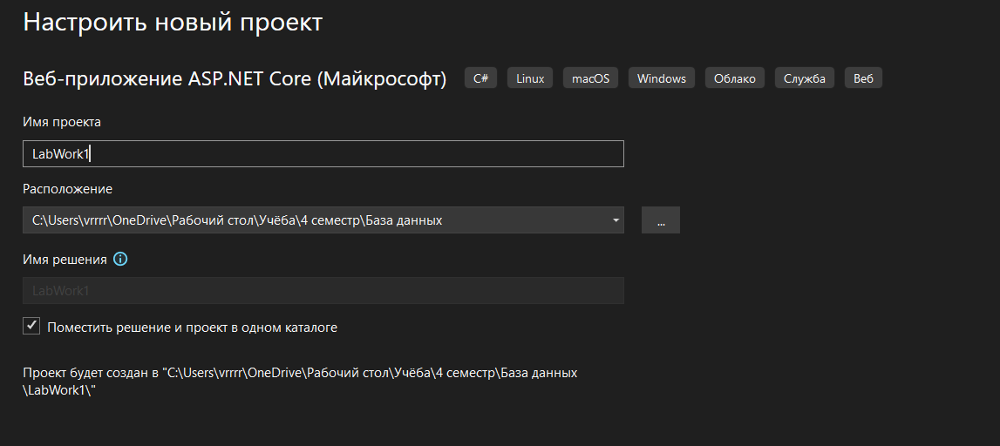 Настроить новый проект
Веб-приложение ASP.NET Core (Майкрософт) C# Linux macOS Windows Облако Служба Веб
Имя проекта
LabWork1
Расположение
C:\Users\vrrrr\OneDrive\Рабочий стол\Учёба\4 семестр\База данных
...
Имя решения
LabWork1
Поместить решение и проект в одном каталоге
Проект будет создан в "C:\Users\vrrrr\OneDrive\Рабочий стол\Учёба\4 семестр\База данных
\LabWork1\"